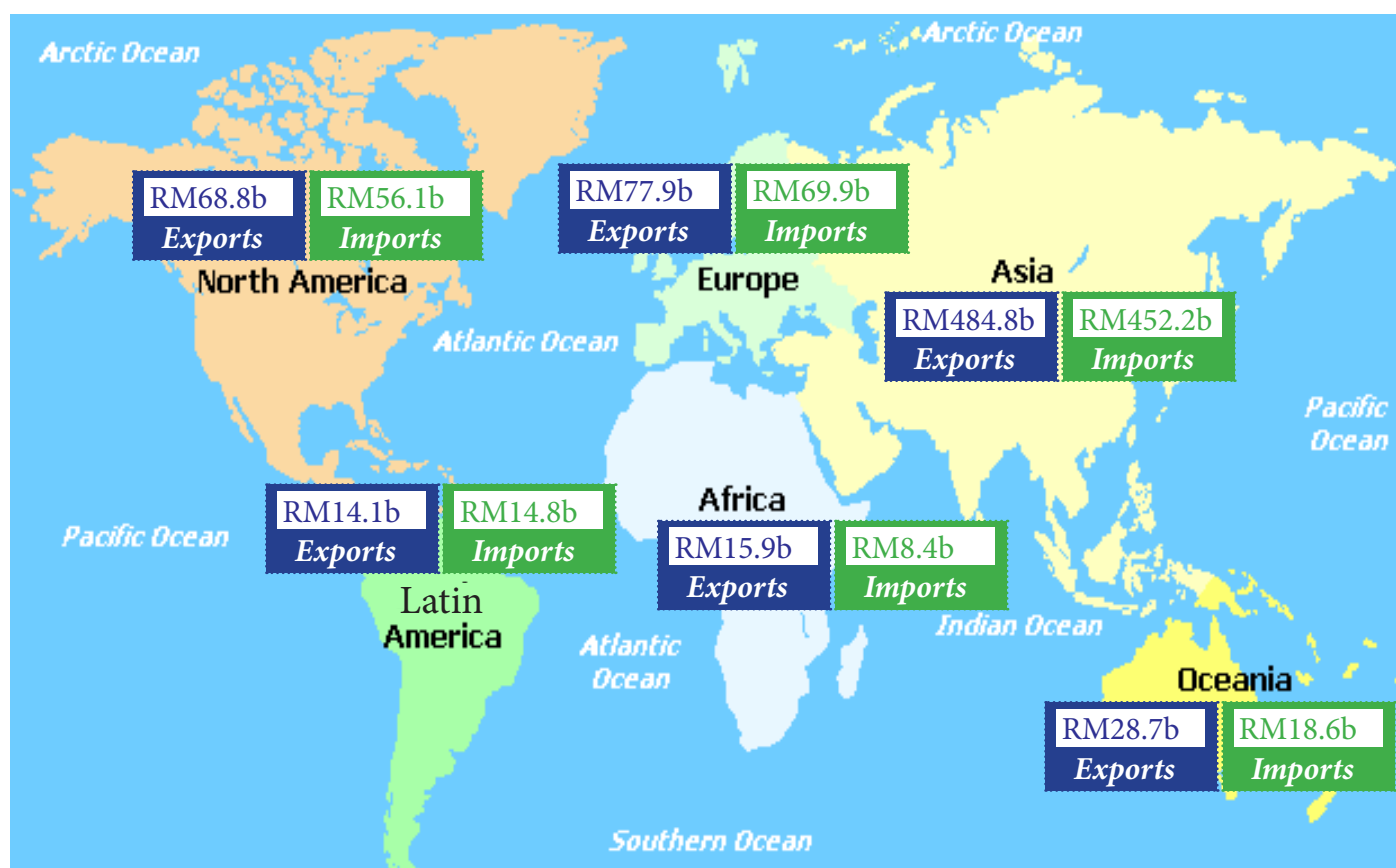 Arctic Ocean
Arctic Ocean
RM68.8b
Exports
RM56.1b
Imports
North America
RM77.9b
Exports
RM69.9b
Imports
Europe
Asia
RM484.8b
Exports
RM452.2b
Imports
Atlantic Ocean
Pacific
Ocean
RM14.1b
Exports
RM14.8b
Imports
Pacific Ocean
Africa
RM15.9b
Exports
RM8.4b
Imports
Latin
America
Atlantic
Ocean
Indian Ocean
Oceania
RM28.7b
Exports
RM18.6b
Imports
Southern Ocean